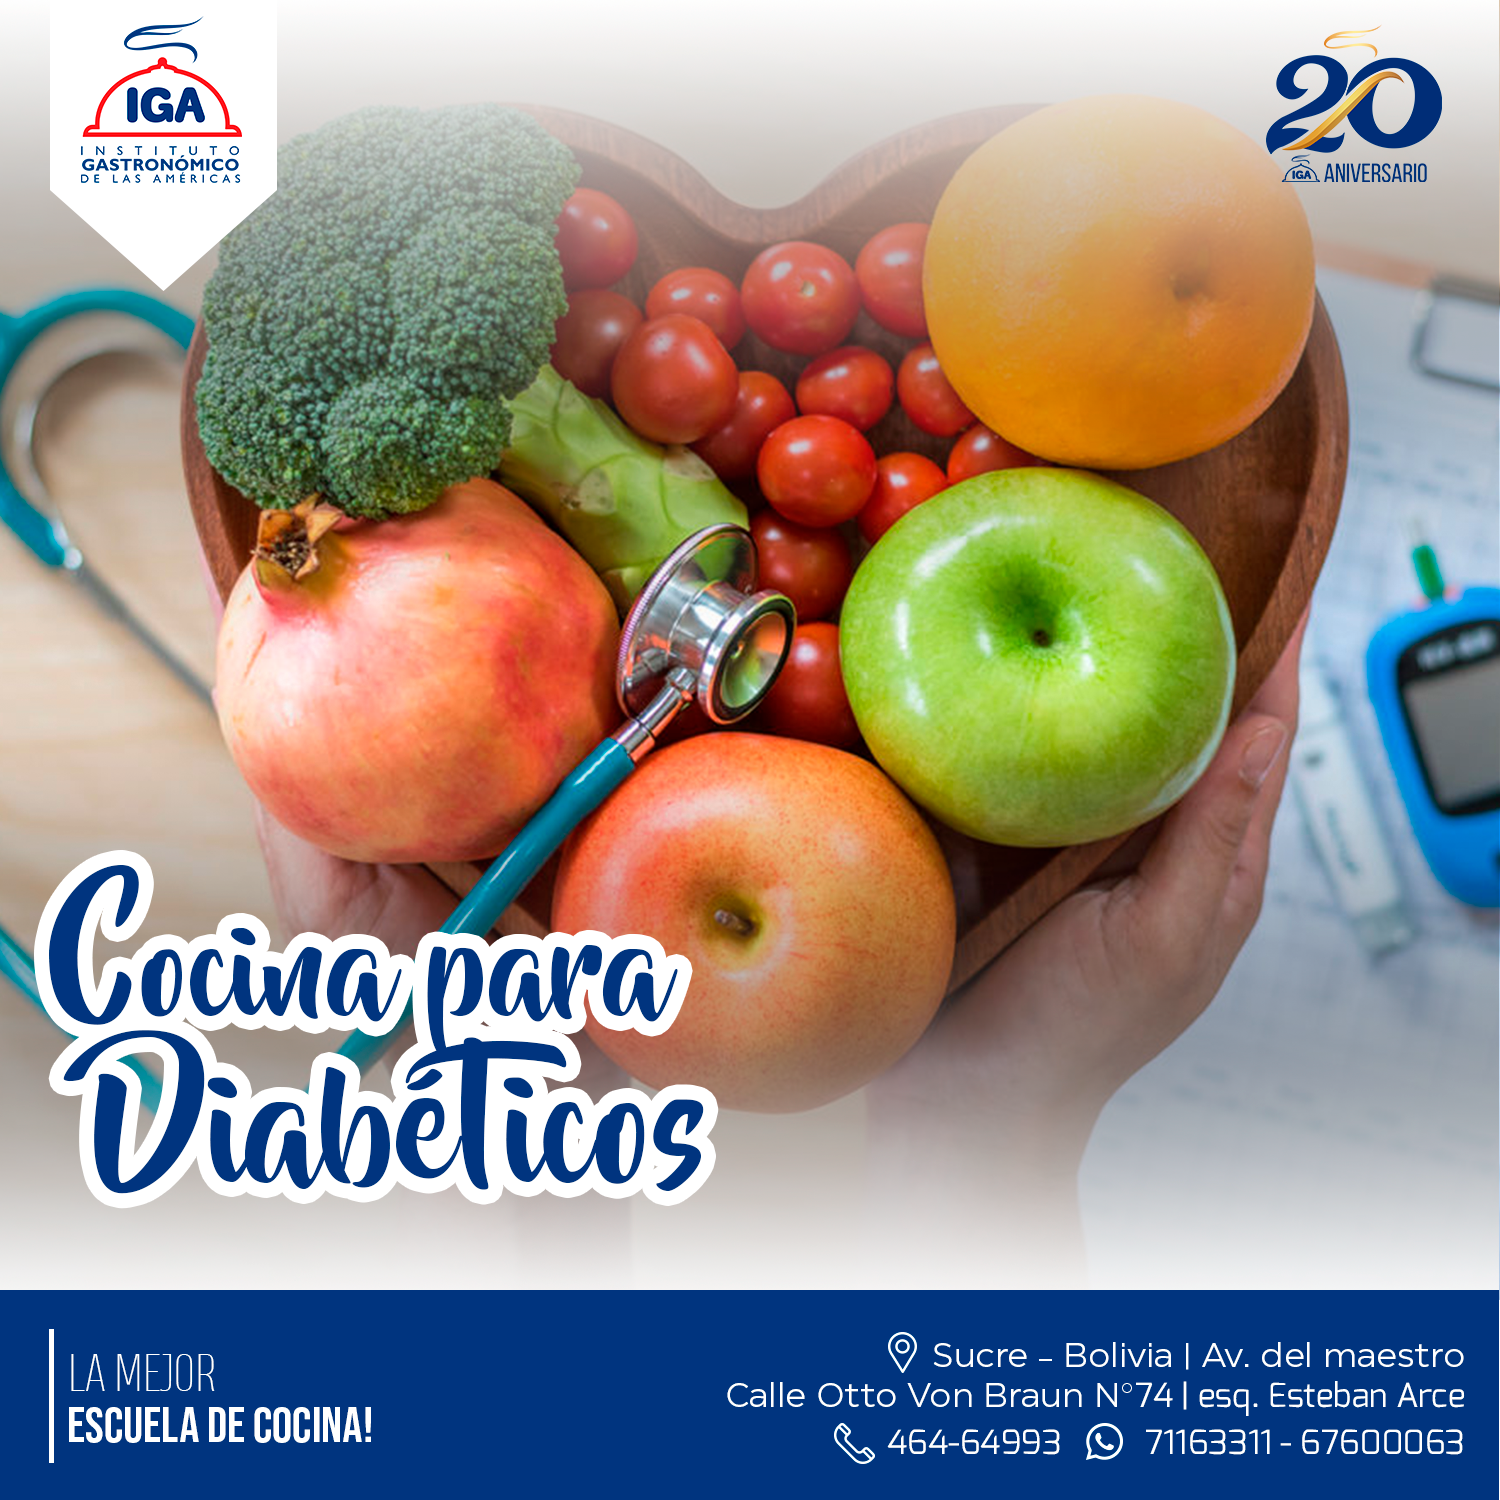 IGA
INSTITUTO
GASTRONÓMICO
DE LAS AMÉRICAS
20
IGA ANIVERSARIO
Cocina para
Diabéticos
LA MEJOR
ESCUELA DE COCINA!
Sucre - Bolivia | Av. del maestro
Calle Otto Von Braun N°74 | esq. Esteban Arce
464-64993 71163311 - 67600063